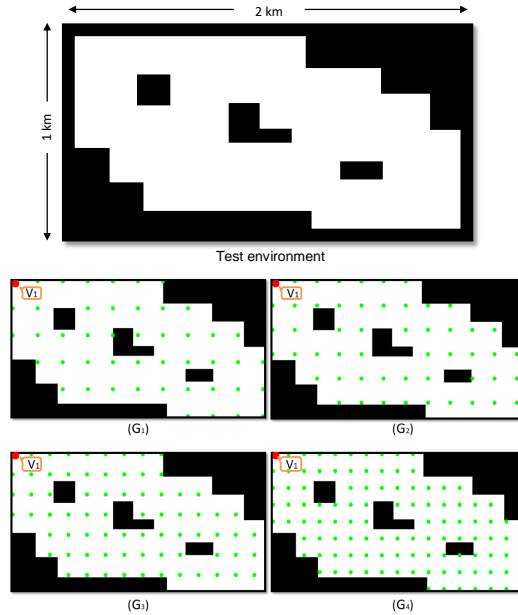 2 km
1 km
Test environment
V1
V1
(G1)
(G2)
V1
V1
(G3)
(G4)